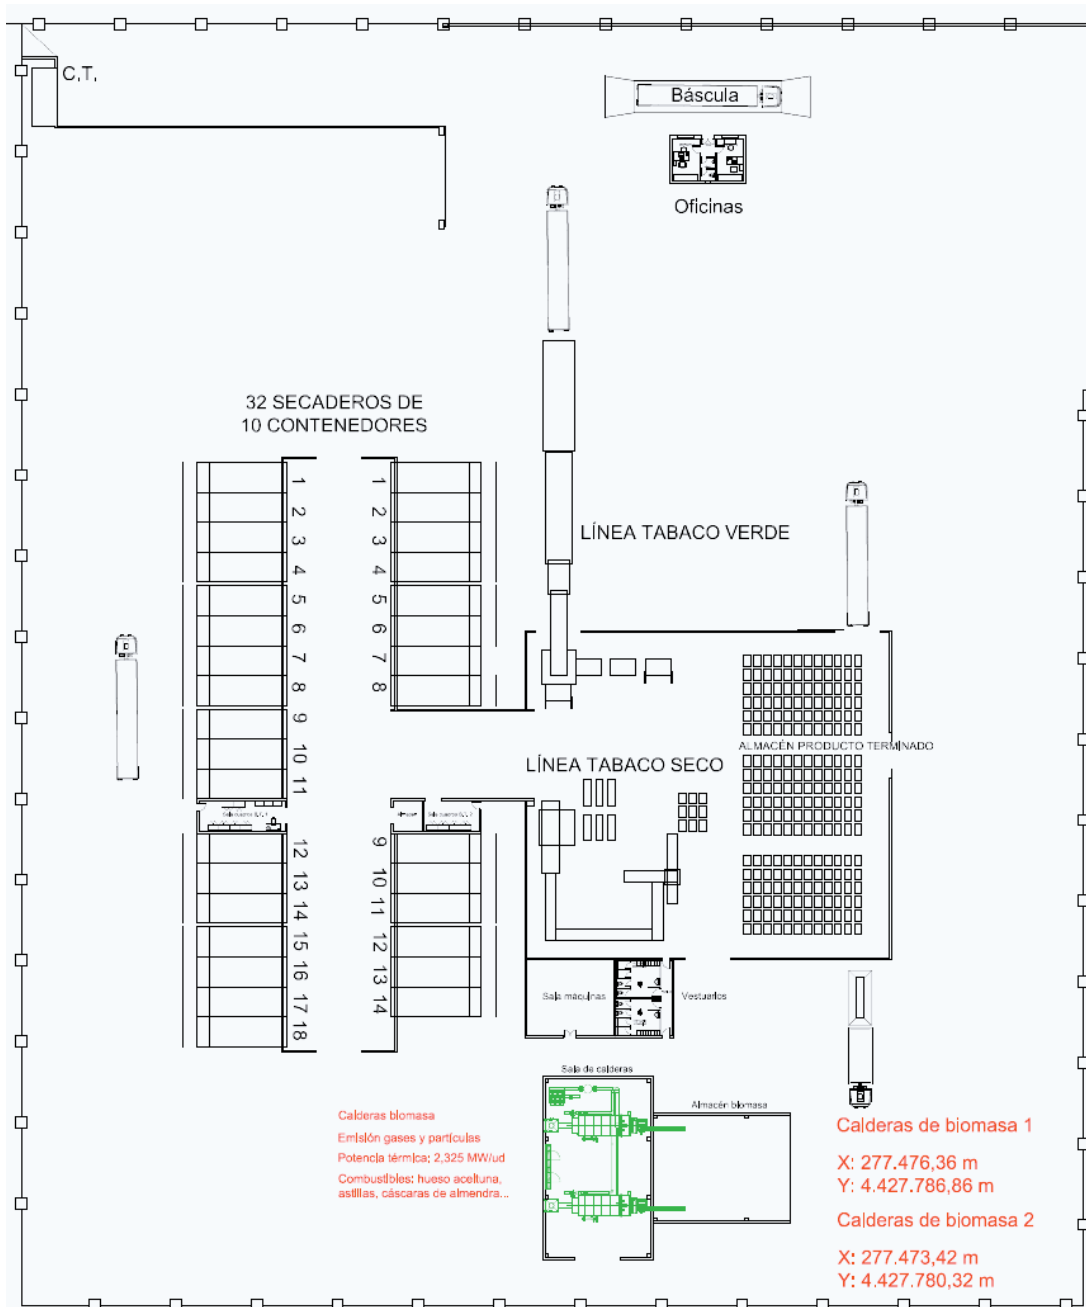 C.T.
Báscula
Oficinas
32 SECADEROS DE
10 CONTENEDORES
LÍNEA TABACO VERDE
1
2
3
4
5
6
7
8
9
10
11
12
13
14
15
16
17
18
1
2
3
4
5
6
7
8
9
10
11
12
13
14
ALMACÉN PRODUCTO TERMINADO
LÍNEA TABACO SECO
Sala máquinas
Vestuarios
Sala de calderas
Almacén biomasa
Calderas biomasa
Emisión gases y partículas
Potencia térmica: 2,325 MW/ud
Combustibles: hueso aceituna,
astillas, cáscaras de almendra...
Calderas de biomasa 1
X: 277.476,36 m
Y: 4.427.786,86 m
Calderas de biomasa 2
X: 277.473,42 m
Y: 4.427.780,32 m